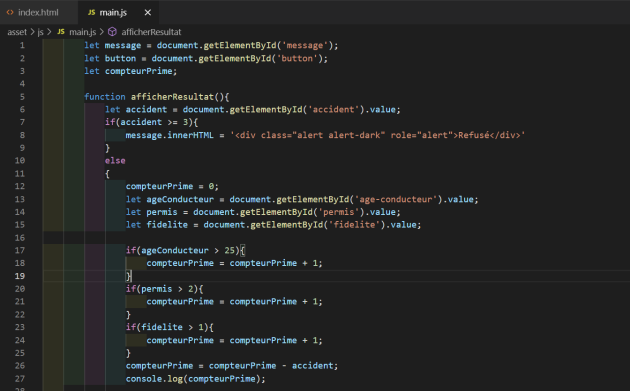 index.html
JS main.js ×
asset > js > JS main.js > afficherResultat
1 let message = document.getElementById('message');
2 let button = document.getElementById('button');
3 let compteurPrime;
4
5 function afficherResultat(){
6 let accident = document.getElementById('accident').value;
7 if(accident >= 3){
8 message.innerHTML = '<div class="alert alert-dark" role="alert">Refusé</div>'
9 }
10 else
11 {
12 compteurPrime = 0;
13 let ageConducteur = document.getElementById('age-conducteur').value;
14 let permis = document.getElementById('permis').value;
15 let fidelite = document.getElementById('fidelite').value;
16
17 if(ageConducteur > 25){
18 compteurPrime = compteurPrime + 1;
19 }
20 if(permis > 2){
21 compteurPrime = compteurPrime + 1;
22 }
23 if(fidelite > 1){
24 compteurPrime = compteurPrime + 1;
25 }
26 compteurPrime = compteurPrime - accident;
27 console.log(compteurPrime);